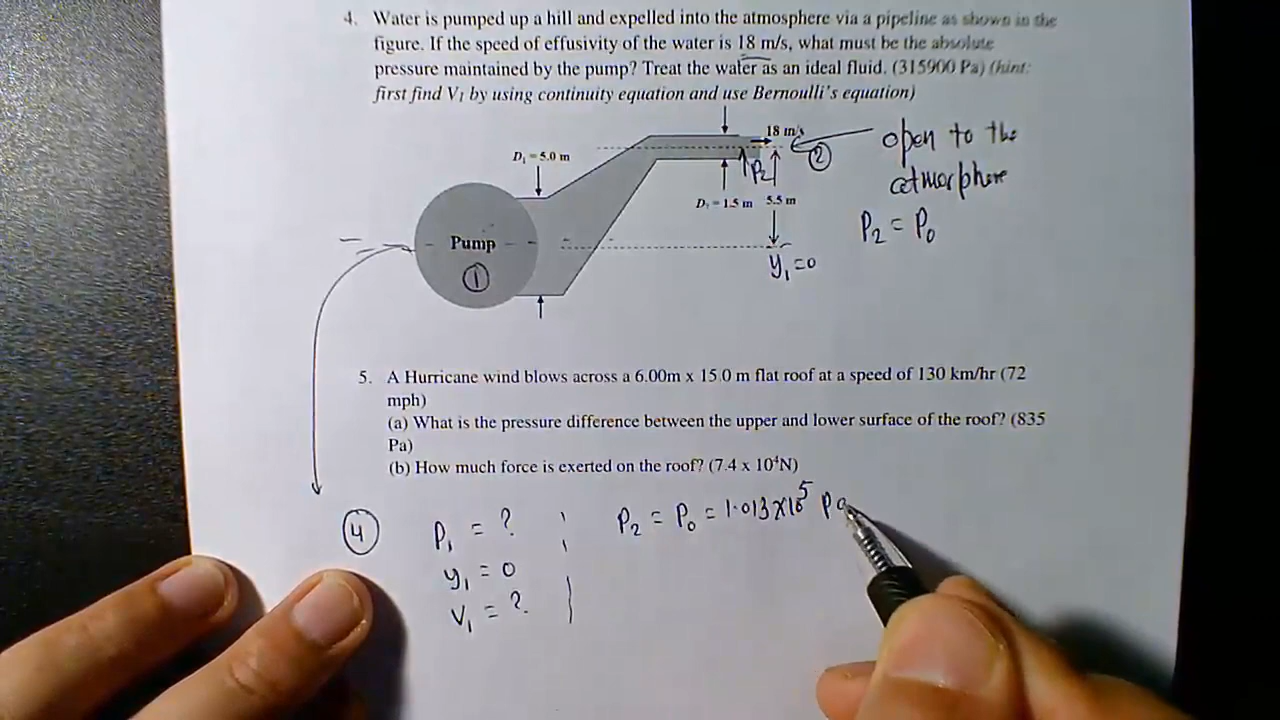 4. Water is pumped up a hill and expelled into the atmosphere via a pipeline as shown in the
figure. If the speed of effusivity of the water is 18 m/s, what must be the absolute
pressure maintained by the pump? Treat the water as an ideal fluid. (315900 Pa) (hint:
first find V₁ by using continuity equation and use Bernoulli's equation)
18 m/s
②
open to the
atmorphere
P₂ = P₀
D₁ = 5.0 m
P₂
D₁ = 1.5 m
5.5 m
Pump
①
y₁=0
5. A Hurricane wind blows across a 6.00m x 15.0 m flat roof at a speed of 130 km/hr (72
mph)
(a) What is the pressure difference between the upper and lower surface of the roof? (835
Pa)
(b) How much force is exerted on the roof? (7.4 x 10⁴N)
④ P₁ = ? P₂ = P₀ = 1.013x10⁵ Pa
y₁ = 0
V₁ = ?